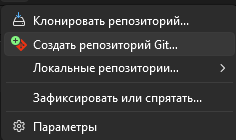 Клонировать репозиторий...
Создать репозиторий Git...
Локальные репозитории...
Зафиксировать или спрятать...
Параметры